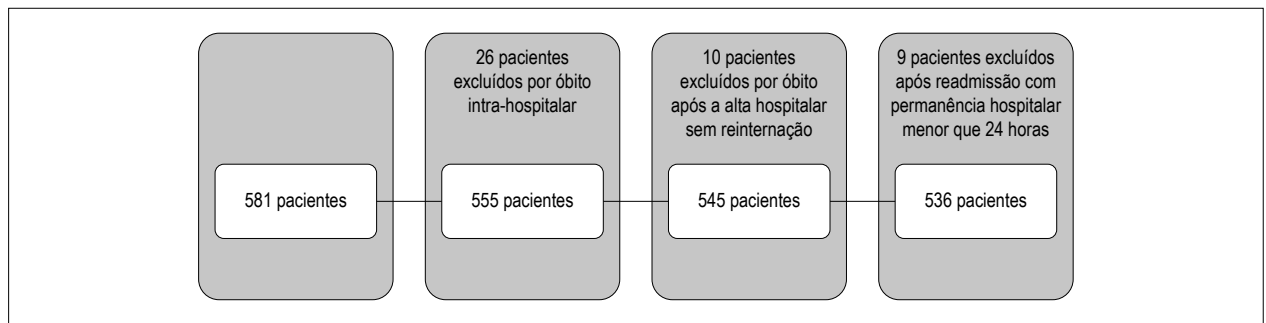 581 pacientes
26 pacientes
excluídos por óbito
intra-hospitalar
555 pacientes
10 pacientes
excluídos por óbito
após a alta hospitalar
sem reinternação
545 pacientes
9 pacientes excluídos
após readmissão com
permanência hospitalar
menor que 24 horas
536 pacientes